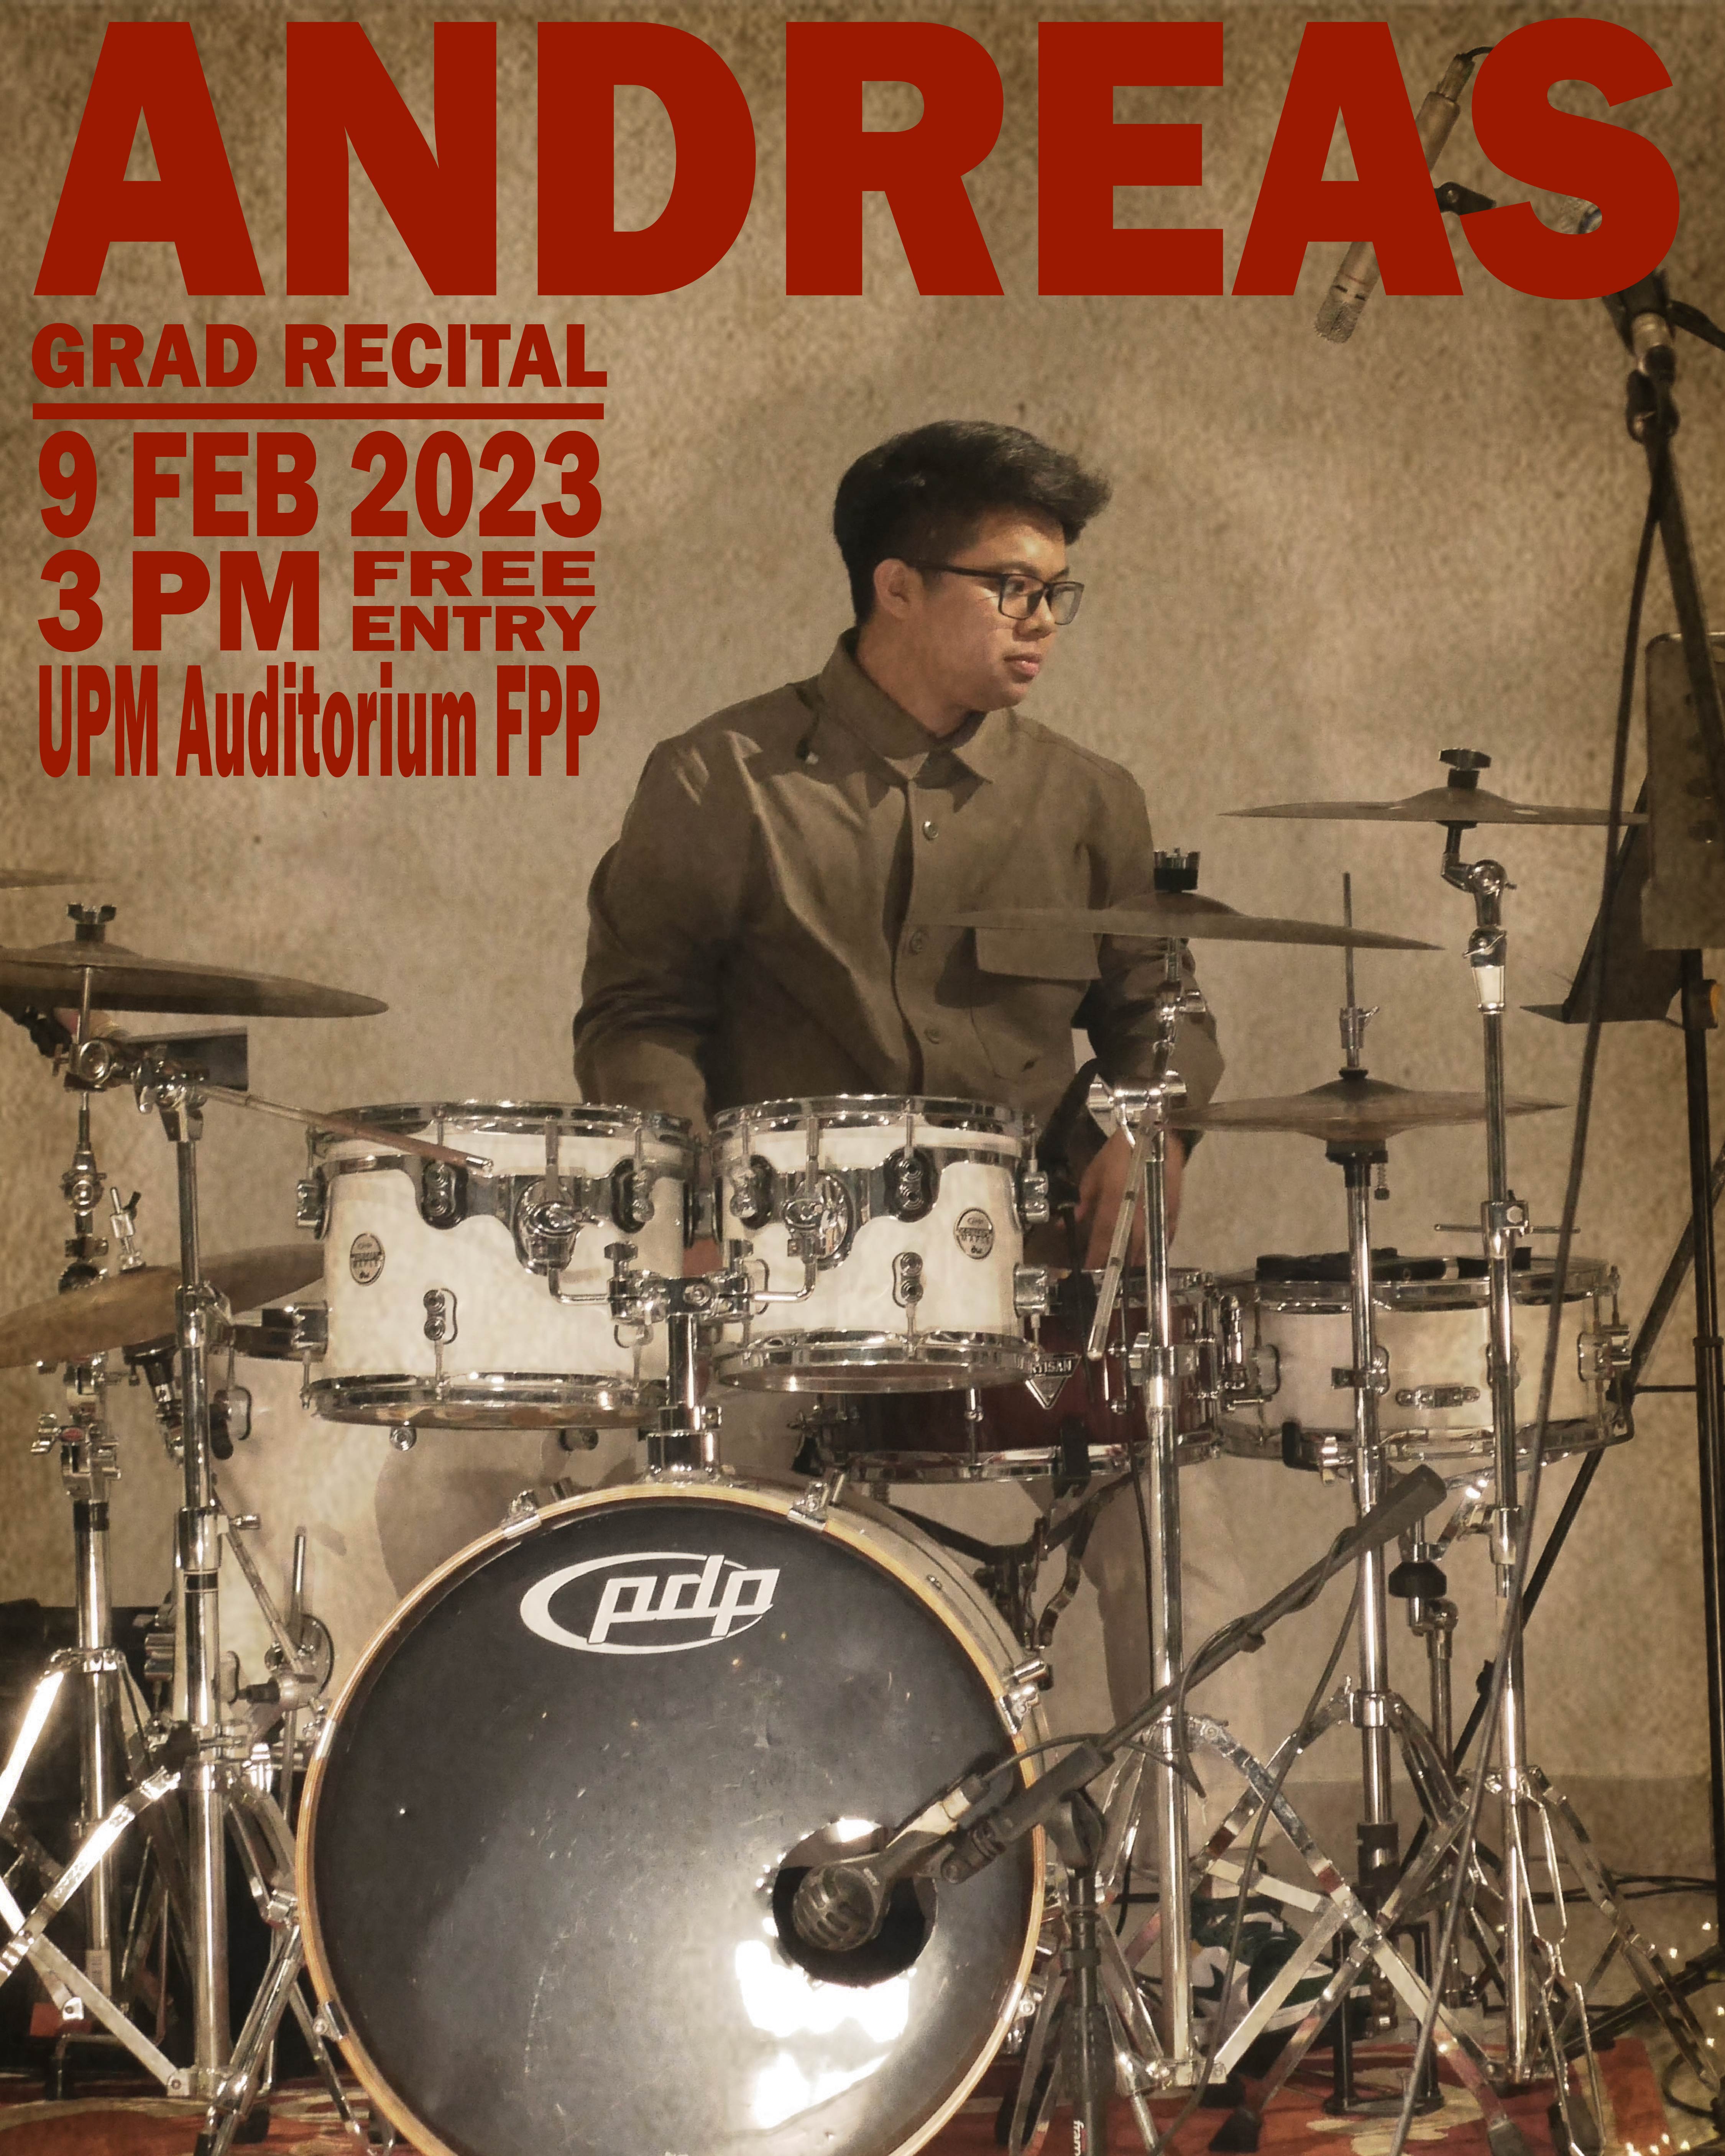 ANDREAS
GRAD RECITAL
9 FEB 2023
3 PM FREE ENTRY
UPM Auditorium FPP
pdp